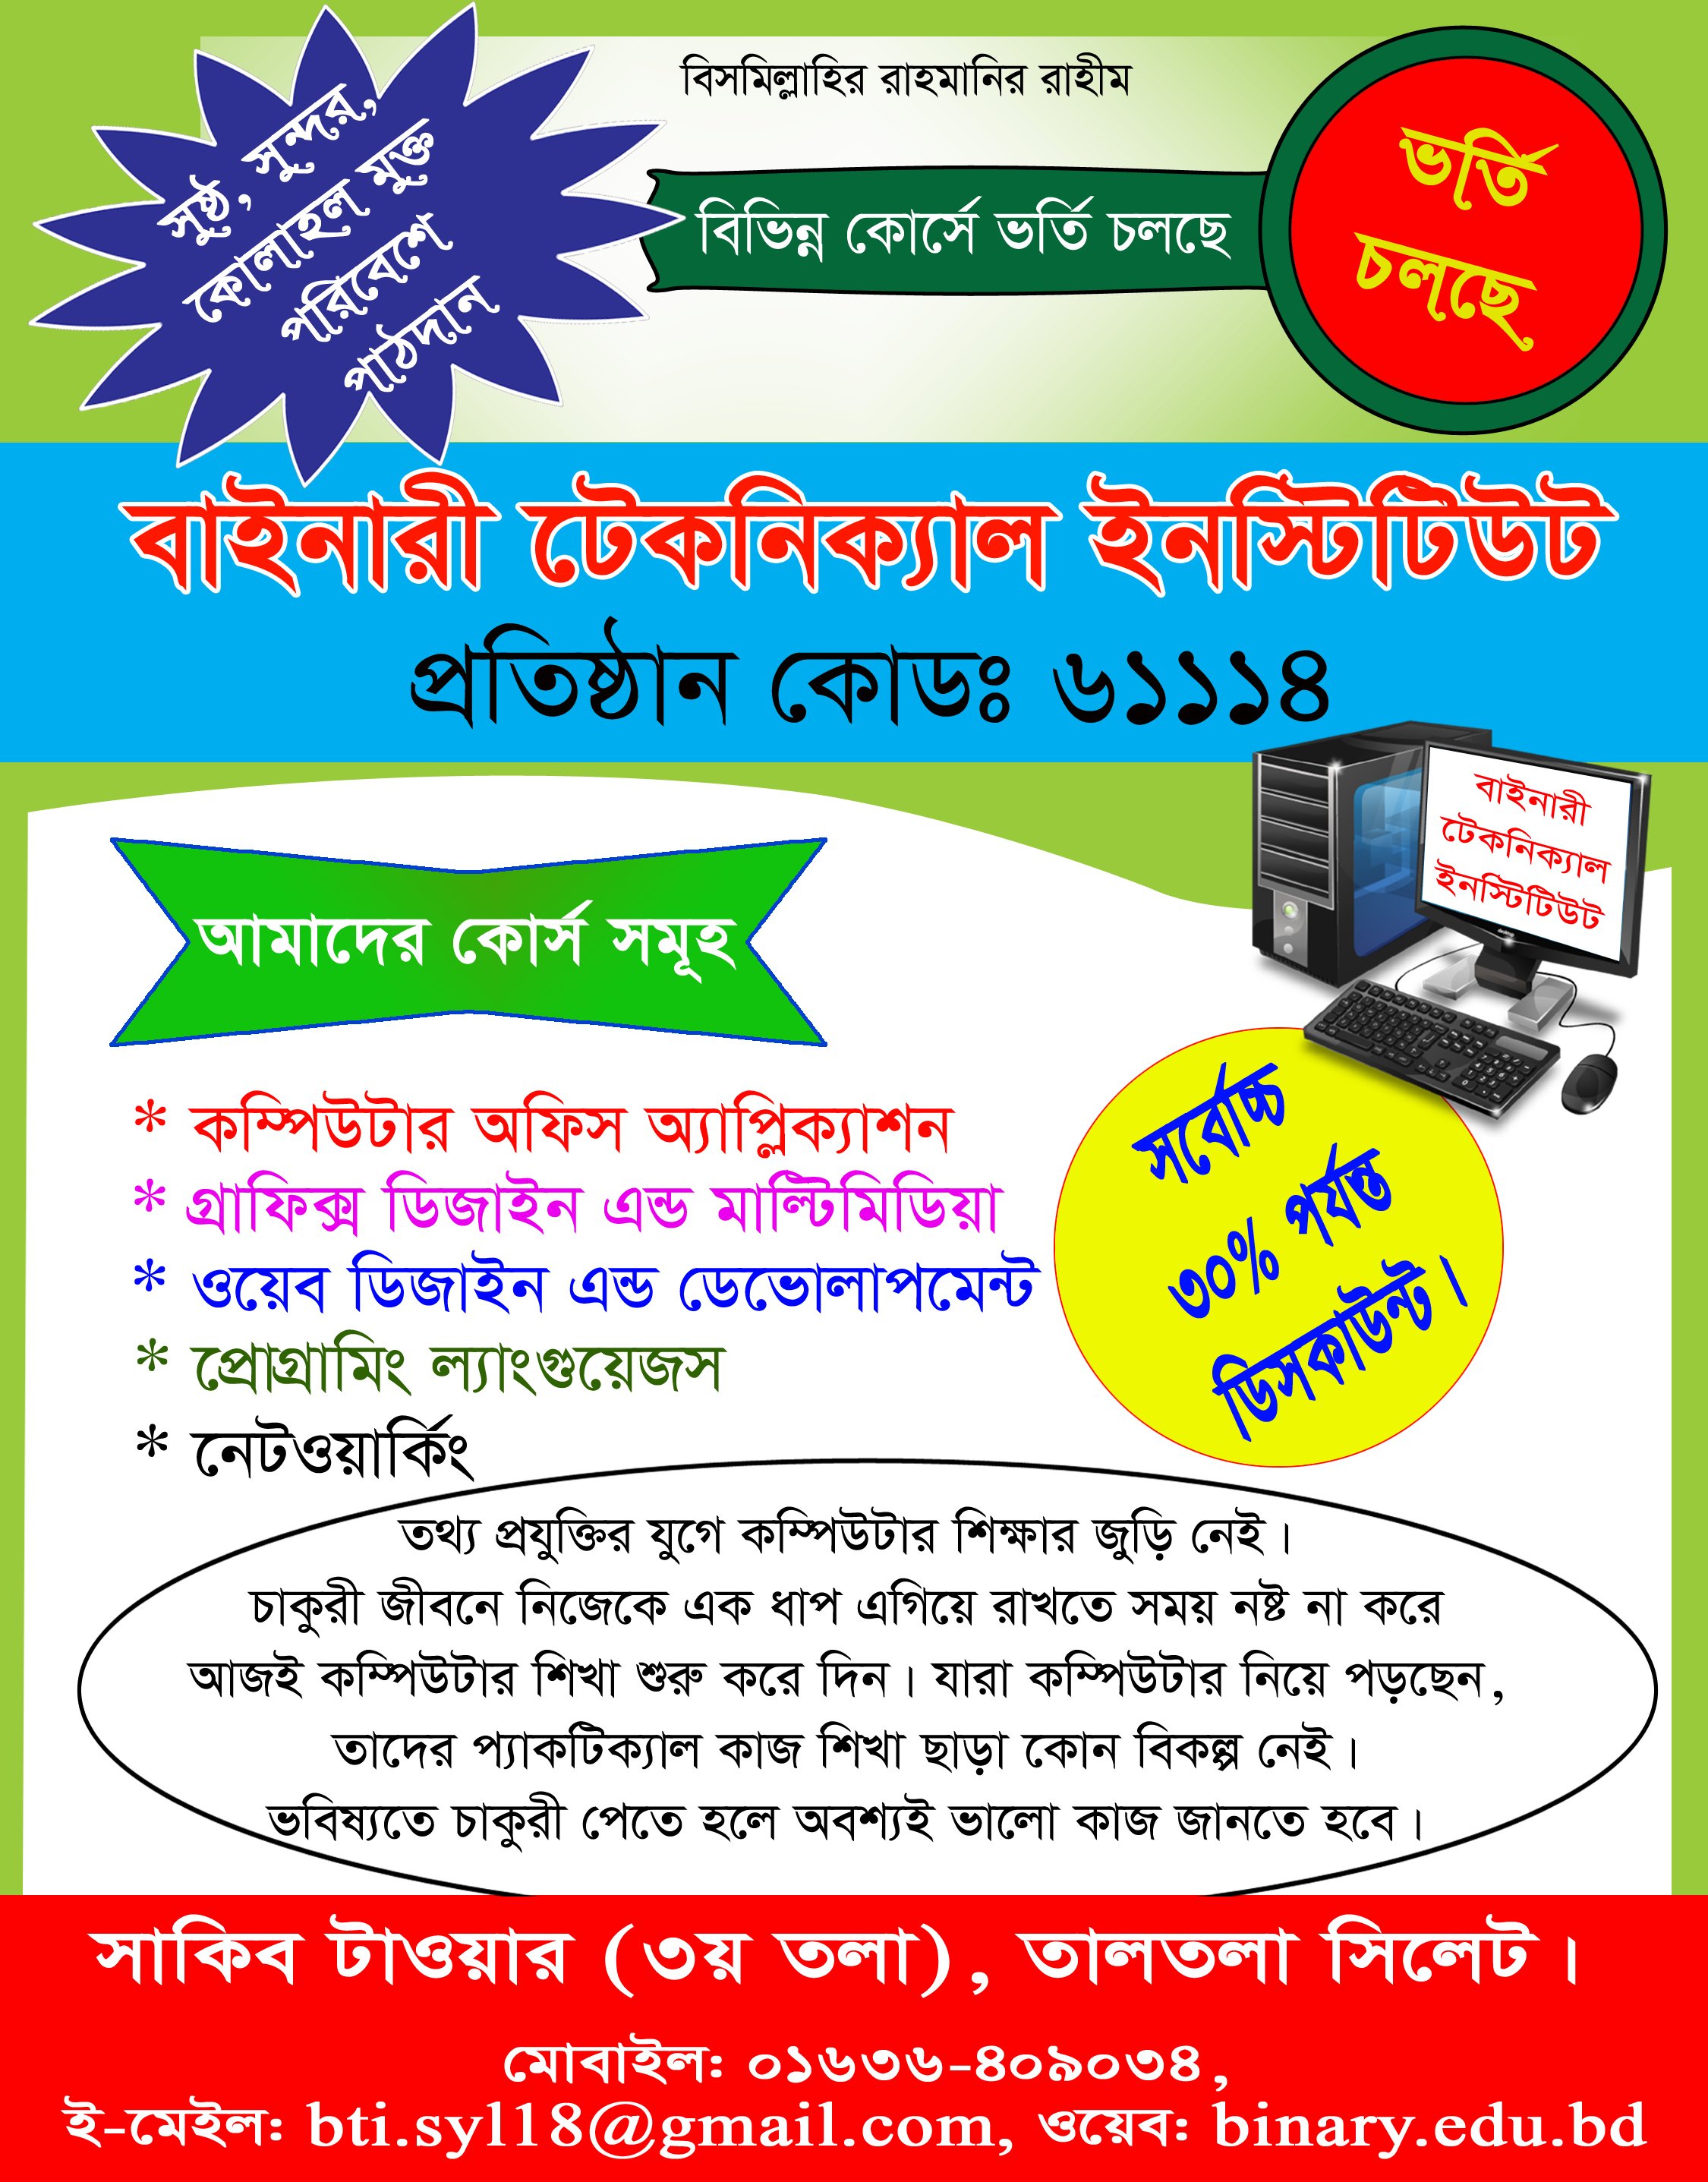 বিসমিল্লাহির রাহমানির রাহীম
সুষ্ঠ, সুন্দর,
কোলাহল মুক্ত
পরিবেশে
পাঠদান
বিভিন্ন কোর্সে ভর্তি চলছে
ভর্তি
চলছে
বাইনারী টেকনিক্যাল ইনস্টিটিউট
প্রতিষ্ঠান কোডঃ ৬১১১৪
বাইনারী
টেকনিক্যাল
ইনস্টিটিউট
আমাদের কোর্স সমূহ
* কম্পিউটার অফিস অ্যাপ্লিক্যাশন
* গ্রাফিক্স ডিজাইন এন্ড মাল্টিমিডিয়া
* ওয়েব ডিজাইন এন্ড ডেভোলাপমেন্ট
* প্রোগ্রামিং ল্যাংগুয়েজস
* নেটওয়ার্কিং
সর্বোচ্চ
৩০% পর্যন্ত
ডিসকাউন্ট।
তথ্য প্রযুক্তির যুগে কম্পিউটার শিক্ষার জুড়ি নেই।
চাকুরী জীবনে নিজেকে এক ধাপ এগিয়ে রাখতে সময় নষ্ট না করে
আজই কম্পিউটার শিখা শুরু করে দিন। যারা কম্পিউটার নিয়ে পড়ছেন,
তাদের প্যাকটিক্যাল কাজ শিখা ছাড়া কোন বিকল্প নেই।
ভবিষ্যতে চাকুরী পেতে হলে অবশ্যই ভালো কাজ জানতে হবে।
সাকিব টাওয়ার (৩য় তলা), তালতলা সিলেট।
মোবাইলঃ ০১৬৩৬-৪০৯০৩৪,
ই-মেইলঃ bti.syl18@gmail.com, ওয়েবঃ binary.edu.bd